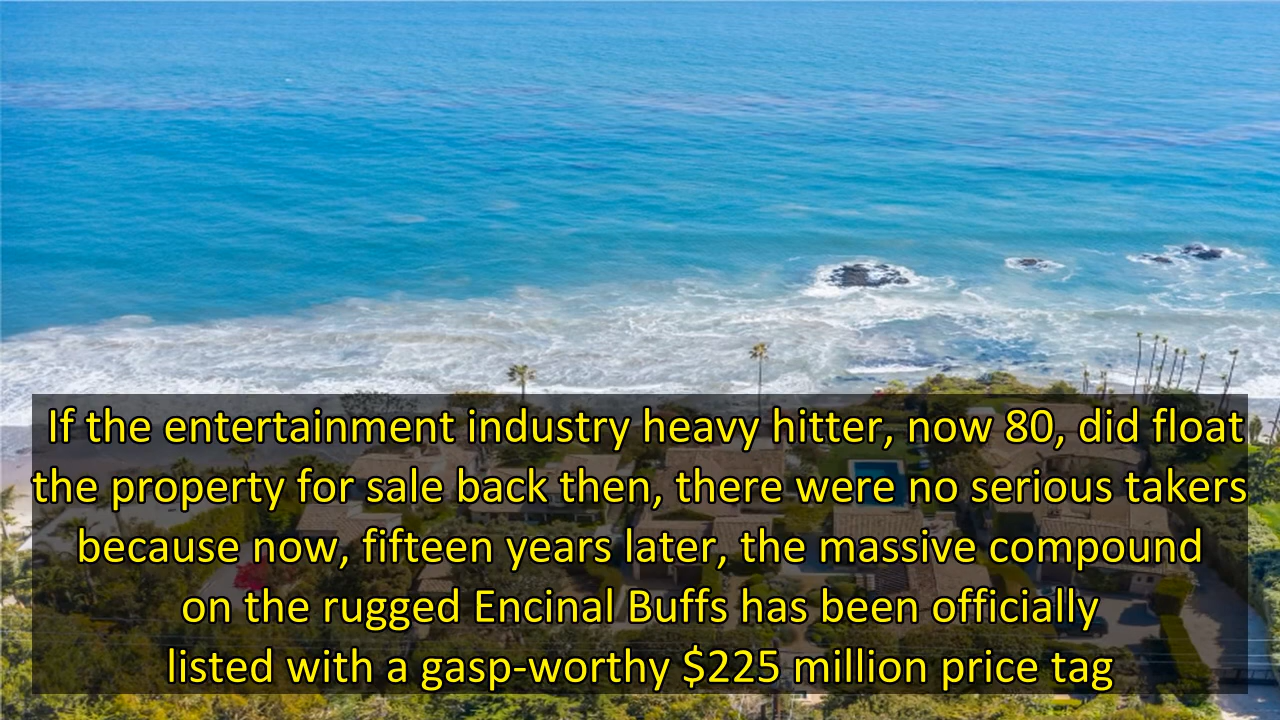 If the entertainment industry heavy hitter, now 80, did float
the property for sale back then, there were no serious takers
because now, fifteen years later, the massive compound
on the rugged Encinal Buffs has been officially
listed with a gasp-worthy $225 million price tag